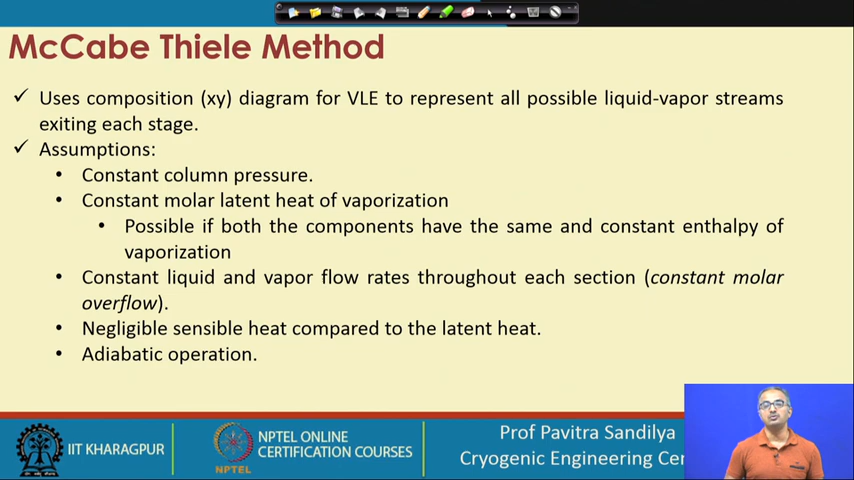 McCabe Thiele Method
✓ Uses composition (xy) diagram for VLE to represent all possible liquid-vapor streams
exiting each stage.
✓ Assumptions:
• Constant column pressure.
• Constant molar latent heat of vaporization
• Possible if both the components have the same and constant enthalpy of
vaporization
• Constant liquid and vapor flow rates throughout each section (constant molar
overflow).
• Negligible sensible heat compared to the latent heat.
• Adiabatic operation.
IIT KHARAGPUR
NPTEL
NPTEL ONLINE
CERTIFICATION COURSES
Prof Pavitra Sandilya
Cryogenic Engineering Cen